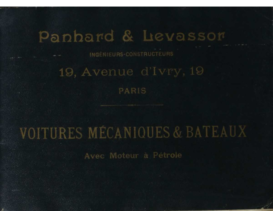 Panhard & Levassor
INGÉNIEURS-CONSTRUCTEURS
19, Avenue d'Ivry, 19
PARIS
VOITURES MÉCANIQUES & BATEAUX
Avec Moteur à Pétrole